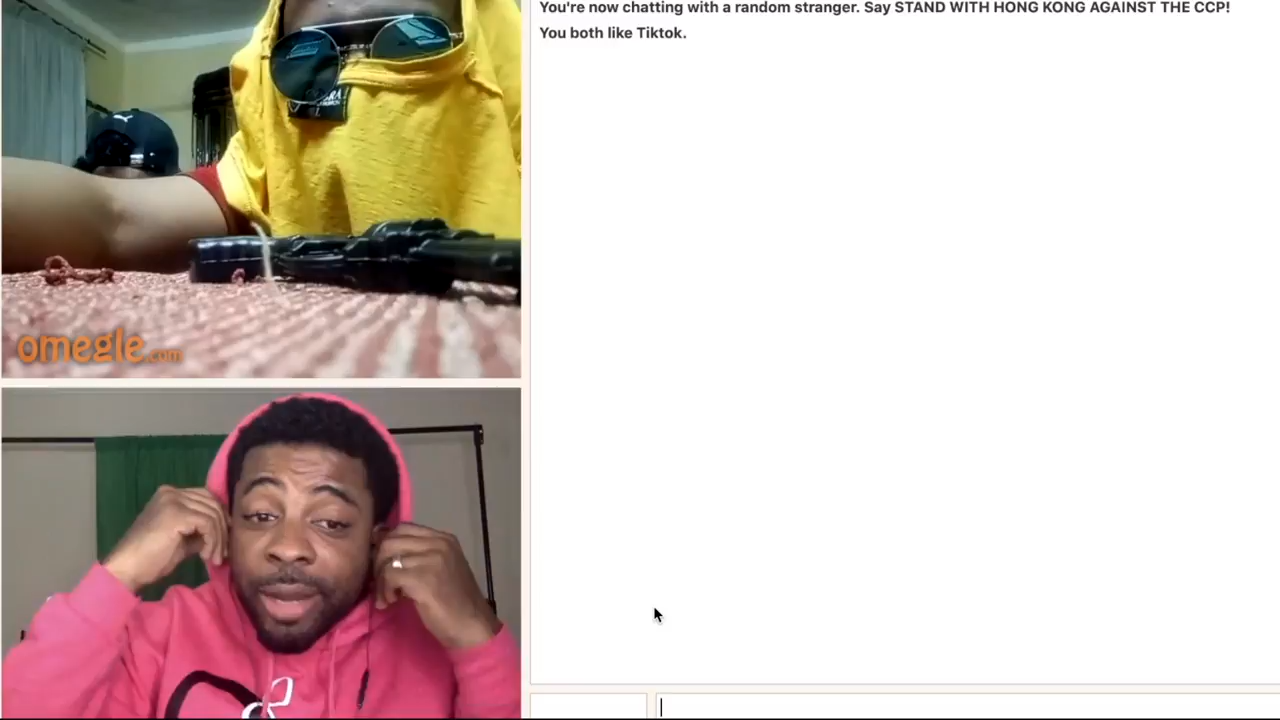 You're now chatting with a random stranger. Say STAND WITH HONG KONG AGAINST THE CCP!
You both like Tiktok.
omegle.com